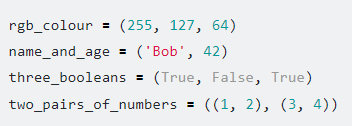 rgb_colour = (255, 127, 64)
name_and_age = ('Bob', 42)
three_booleans = (True, False, True)
two_pairs_of_numbers = ((1, 2), (3, 4))